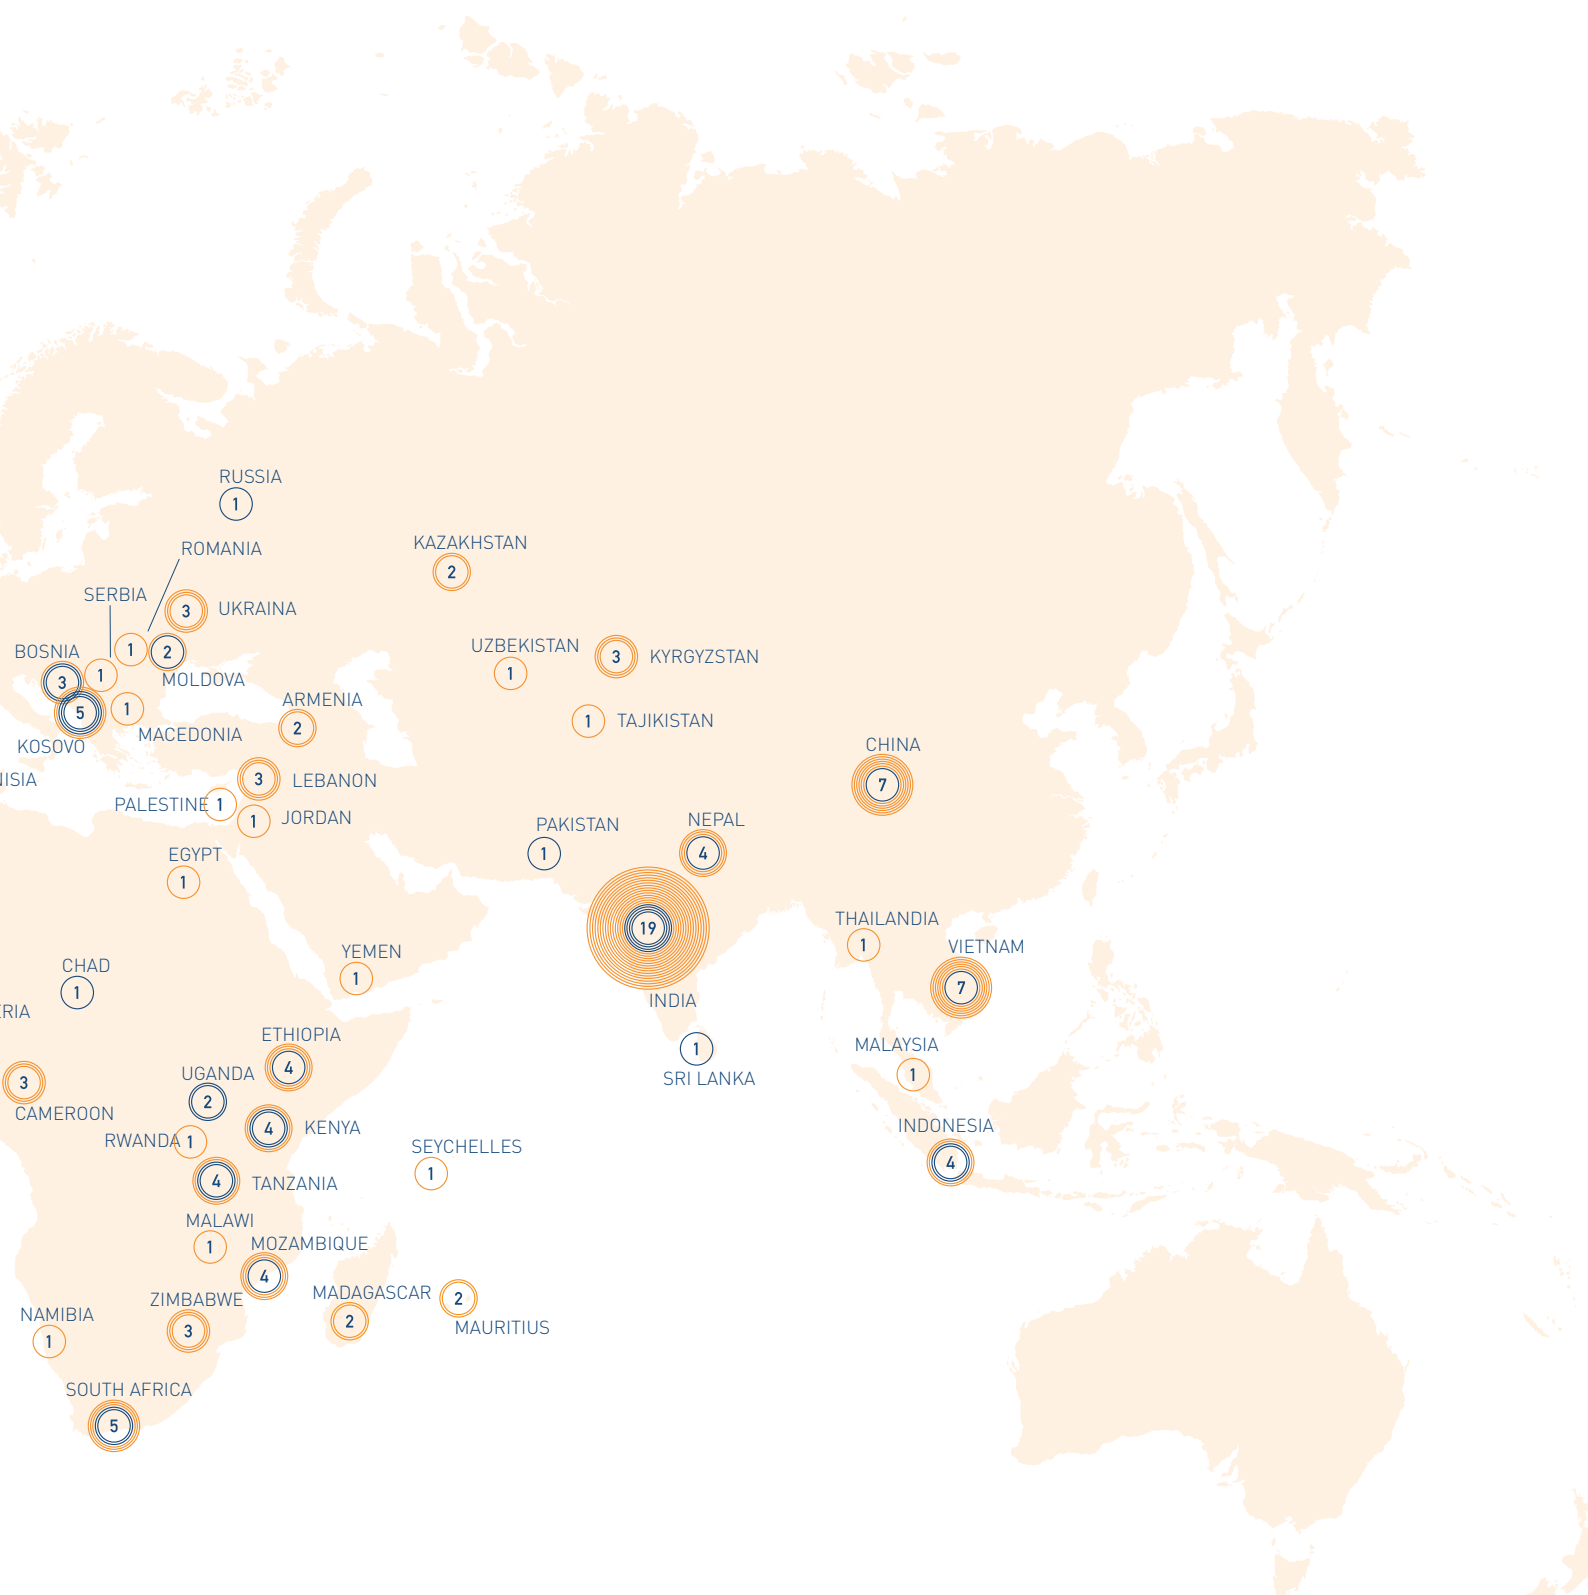 RUSSIA
1
ROMANIA
KAZAKHSTAN
2
SERBIA
3
UKRAINA
1
2
BOSNIA
3
1
MOLDOVA
UZBEKISTAN
1
3
KYRGYZSTAN
5
KOSOVO
1
MACEDONIA
ARMENIA
2
1
TAJIKISTAN
CHINA
7
NISIA
3
LEBANON
PALESTINE
1
1
JORDAN
PAKISTAN
1
NEPAL
4
EGYPT
1
19
INDIA
THAILANDIA
1
VIETNAM
7
YEMEN
1
CHAD
1
ERIA
ETHIOPIA
4
1
SRI LANKA
MALAYSIA
1
3
CAMEROON
UGANDA
2
4
KENYA
RWANDA
1
INDONESIA
4
SEYCHELLES
1
4
TANZANIA
MALAWI
1
MOZAMBIQUE
4
MADAGASCAR
2
2
MAURITIUS
ZIMBABWE
3
NAMIBIA
1
SOUTH AFRICA
5